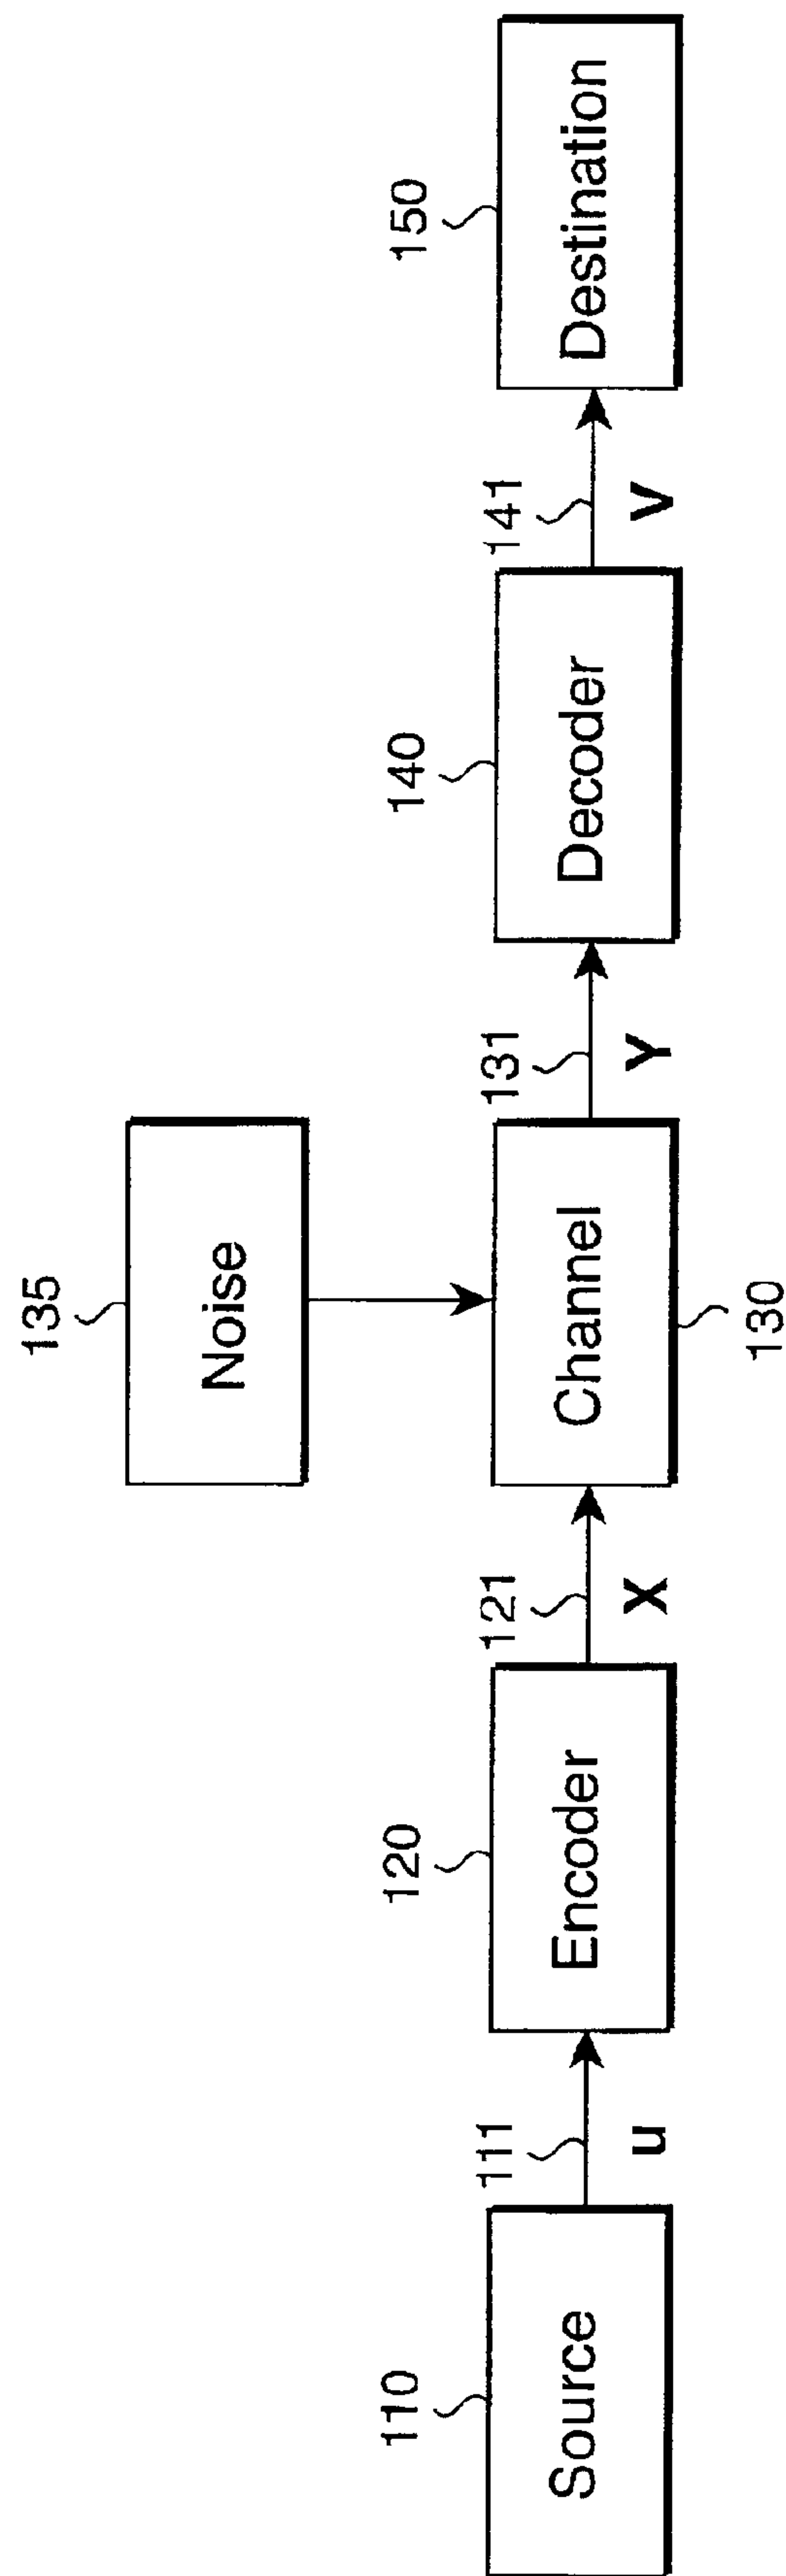 135
Noise
110
Source
111
u
120
Encoder
121
X
Channel
130
131
Y
140
Decoder
141
V
150
Destination